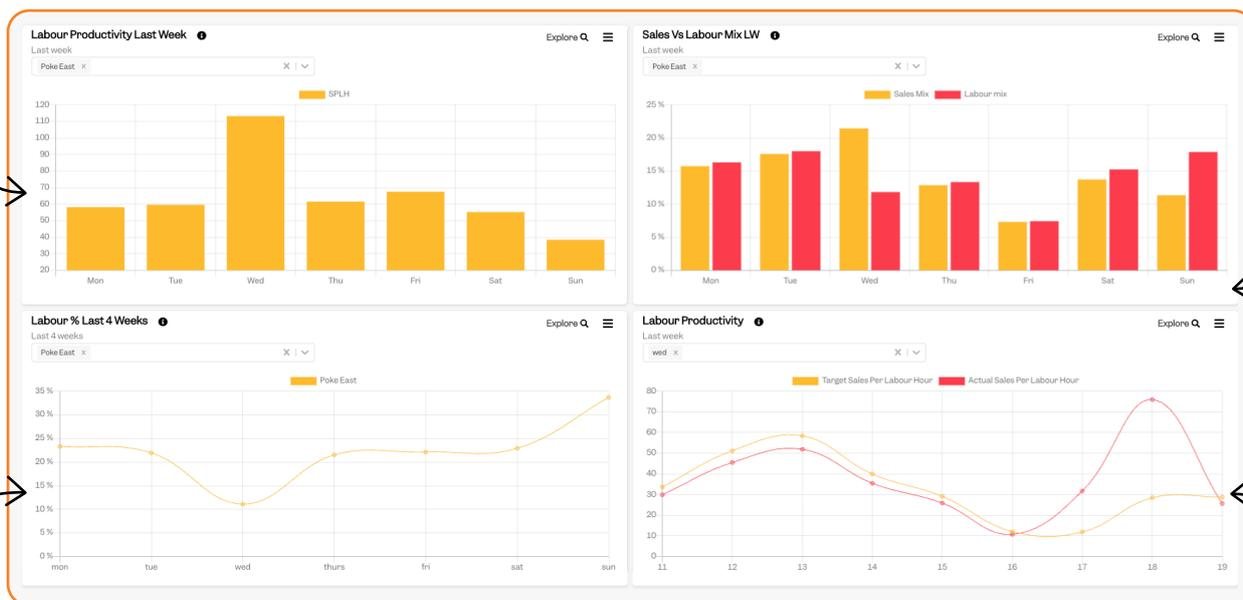 Labour Productivity Last Week
Explore
Last week
Poke East x
SPLH
120
110
100
90
80
70
60
50
40
30
20
Mon Tue Wed Thu Fri Sat Sun
Sales Vs Labour Mix LW
Explore
Last week
Poke East x
Sales Mix Labour mix
25 %
20 %
15 %
10 %
5 %
0 %
Mon Tue Wed Thu Fri Sat Sun
Labour % Last 4 Weeks
Explore
Last 4 weeks
Poke East x
Poke East
35 %
30 %
25 %
20 %
15 %
10 %
5 %
0 %
mon tue wed thurs fri sat sun
Labour Productivity
Explore
Last week
wed x
Target Sales Per Labour Hour Actual Sales Per Labour Hour
80
70
60
50
40
30
20
10
0
11 12 13 14 15 16 17 18 19